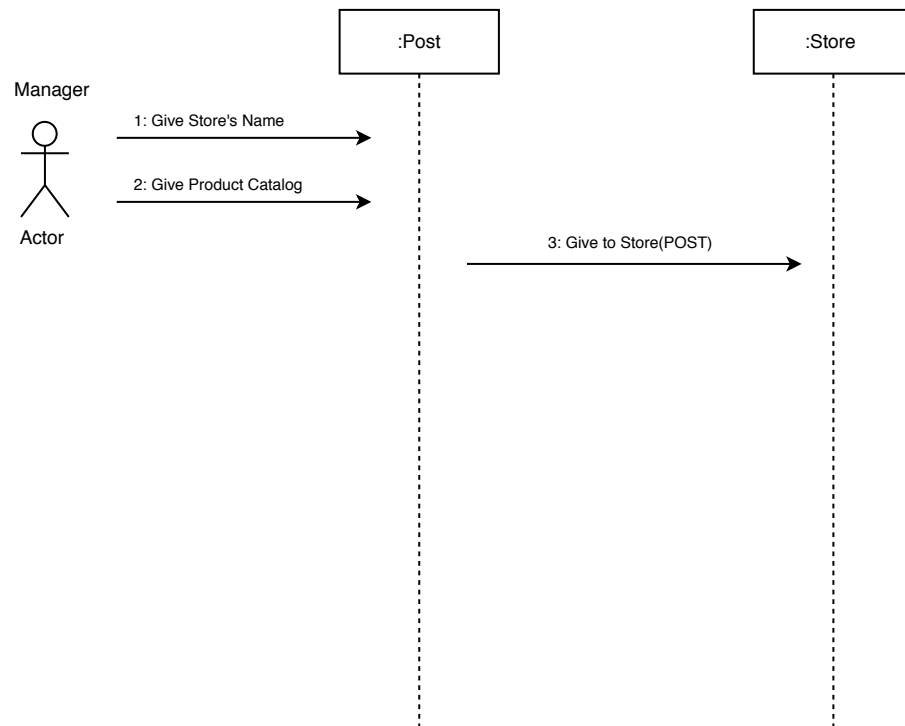 :Post
:Store
Manager
1: Give Store's Name
2: Give Product Catalog
Actor
3: Give to Store(POST)